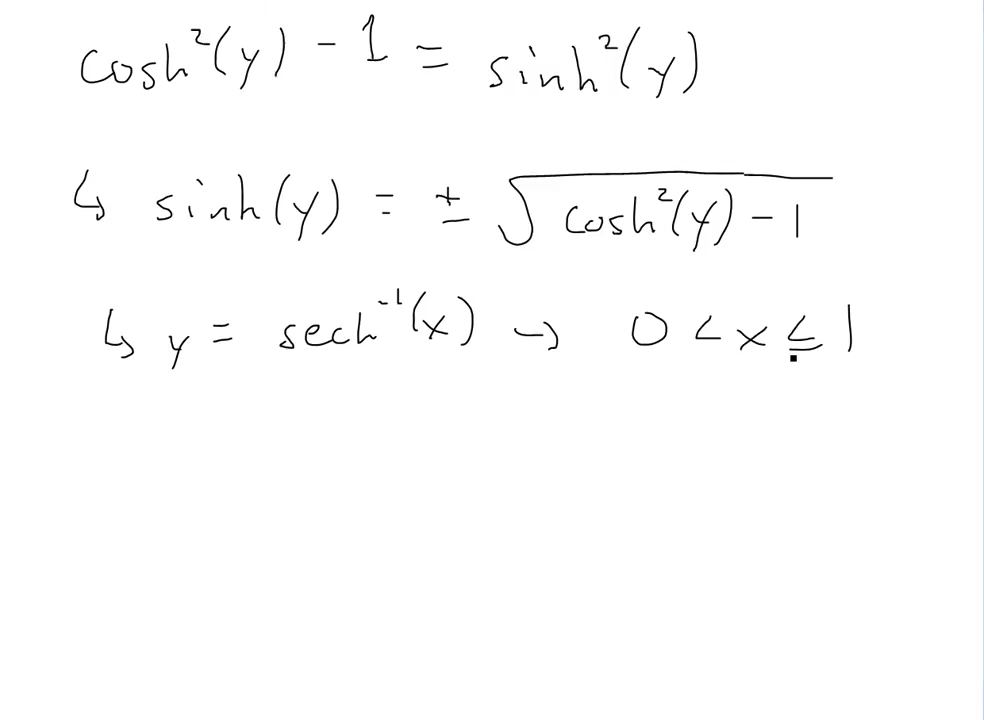 cosh²(y) - 1 = sinh²(y)
↳ sinh(y) = ± √(cosh²(y) - 1)
↳ y = sech⁻¹(x) → 0 < x ≤ 1